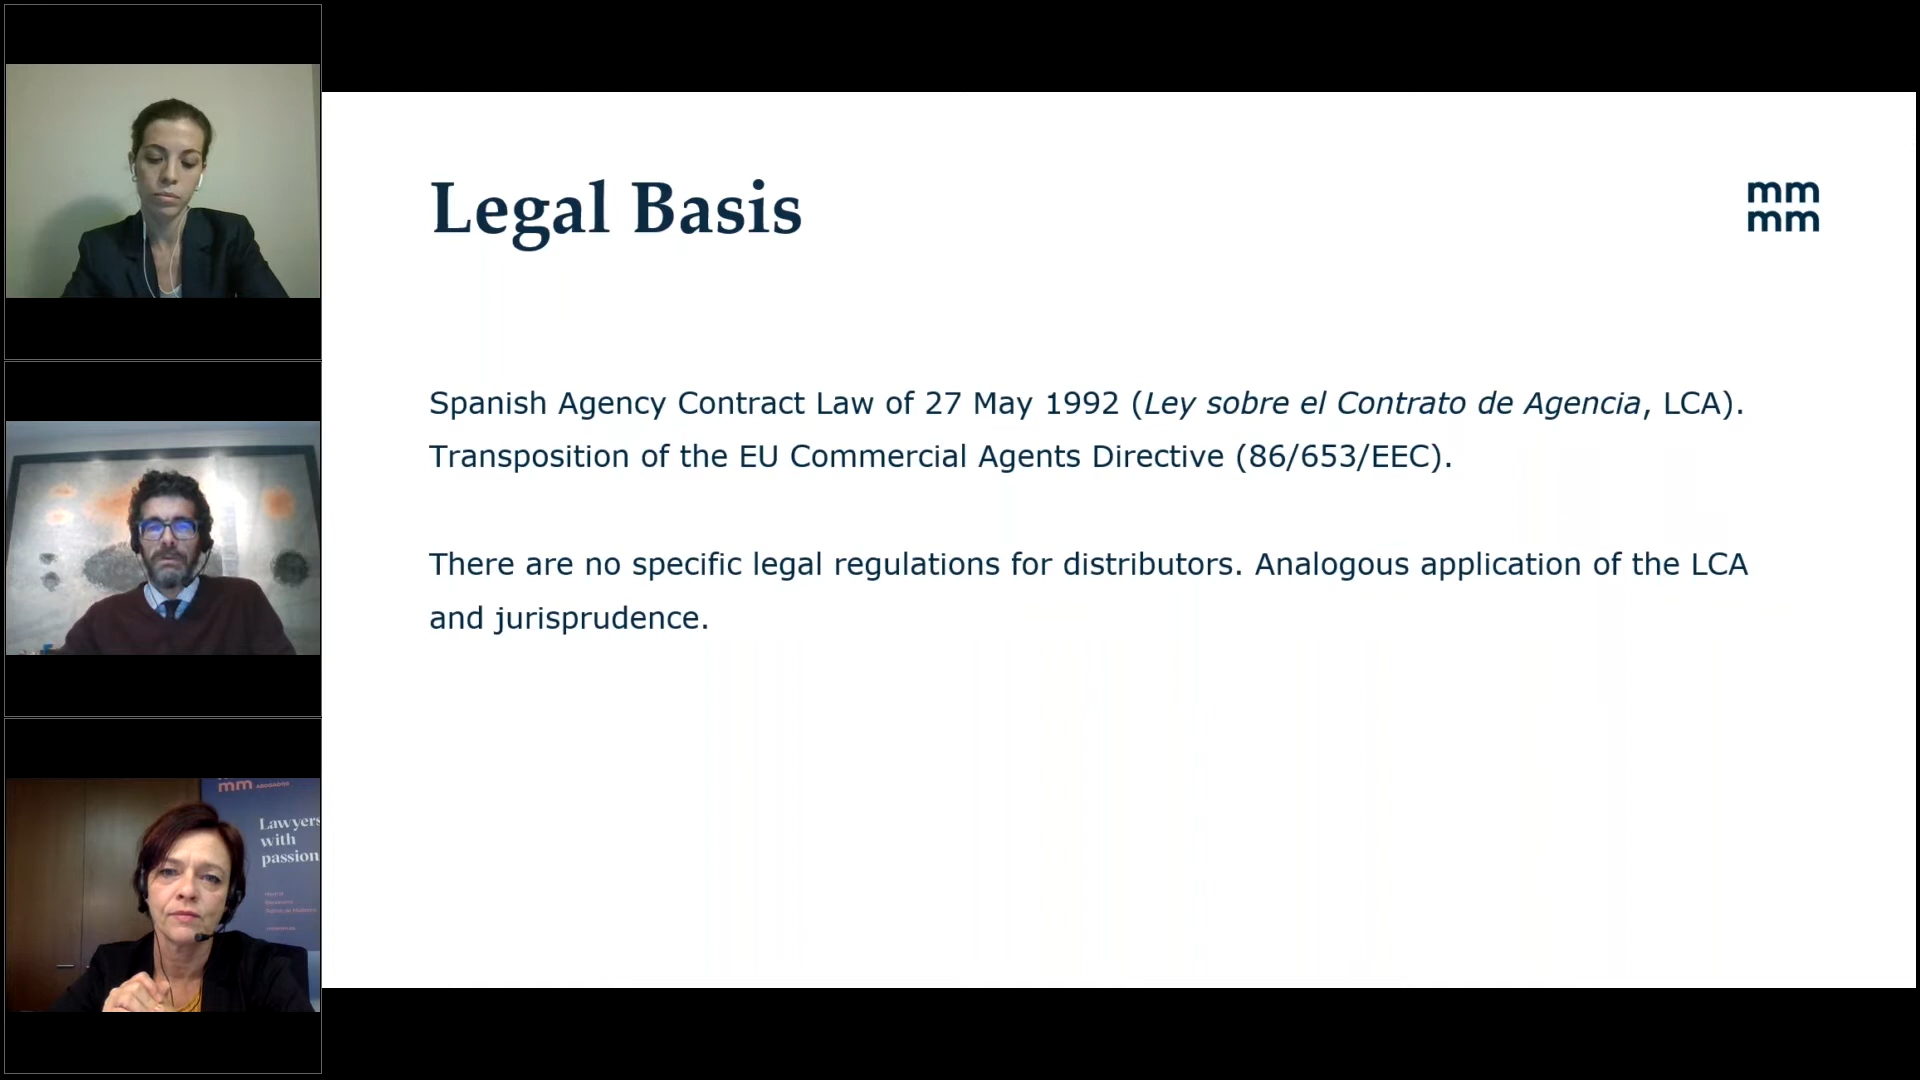 Legal Basis
mm
mm
Spanish Agency Contract Law of 27 May 1992 (Ley sobre el Contrato de Agencia, LCA).
Transposition of the EU Commercial Agents Directive (86/653/EEC).
There are no specific legal regulations for distributors. Analogous application of the LCA
and jurisprudence.
mm ABOGADOS
Lawyers
with
passion